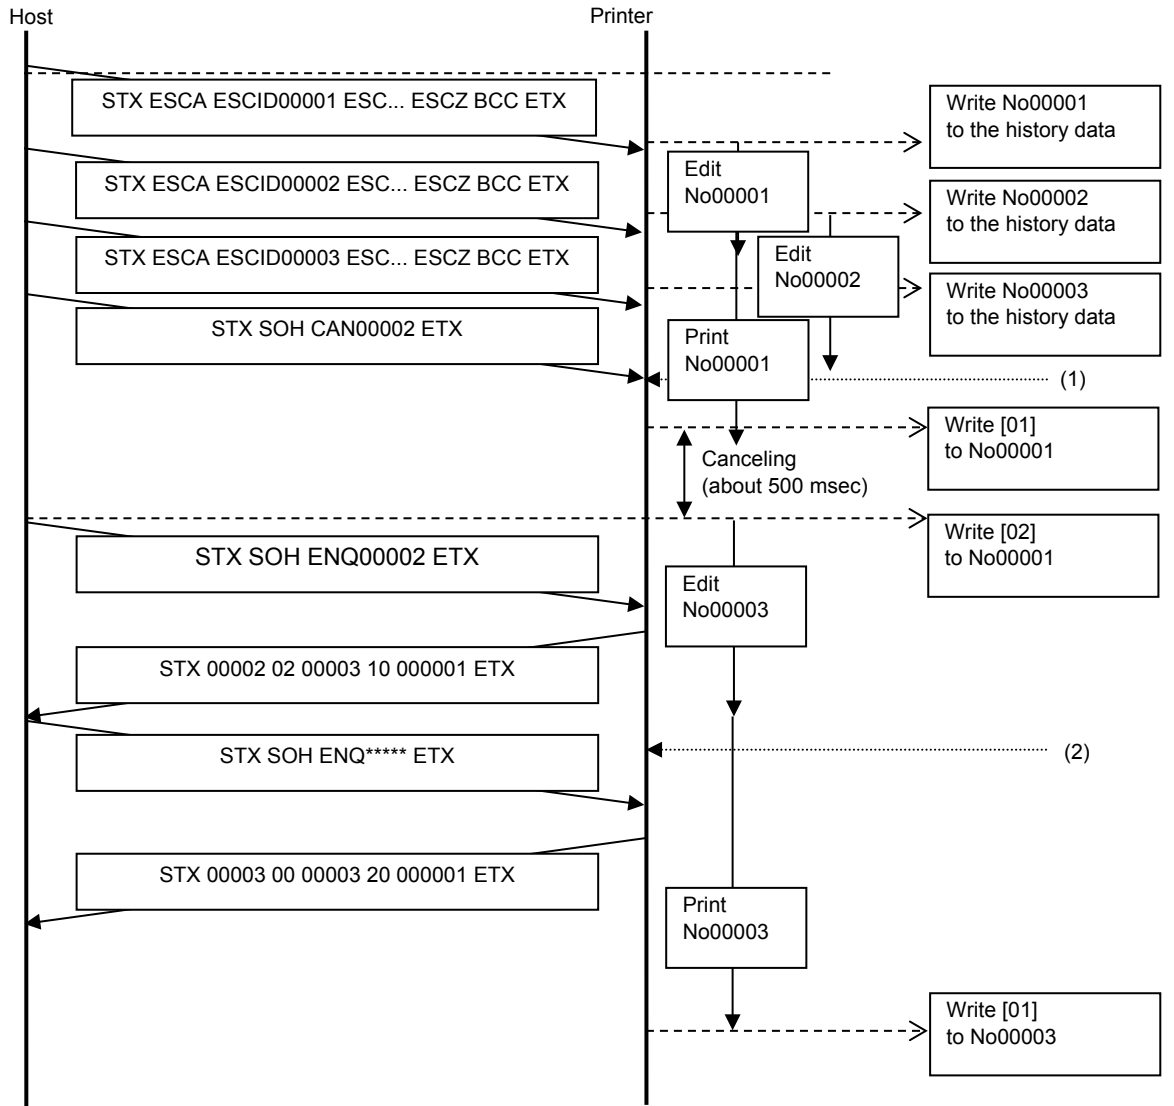 Host
Printer
STX ESCA ESCID00001 ESC... ESCZ BCC ETX
Write No00001
to the history data
Edit
No00001
STX ESCA ESCID00002 ESC... ESCZ BCC ETX
Write No00002
to the history data
Edit
No00002
STX ESCA ESCID00003 ESC... ESCZ BCC ETX
Write No00003
to the history data
STX SOH CAN00002 ETX
Print
No00001
(1)
Write [01]
to No00001
Canceling
(about 500 msec)
Write [02]
to No00001
STX SOH ENQ00002 ETX
Edit
No00003
STX 00002 02 00003 10 000001 ETX
STX SOH ENQ***** ETX
(2)
STX 00003 00 00003 20 000001 ETX
Print
No00003
Write [01]
to No00003